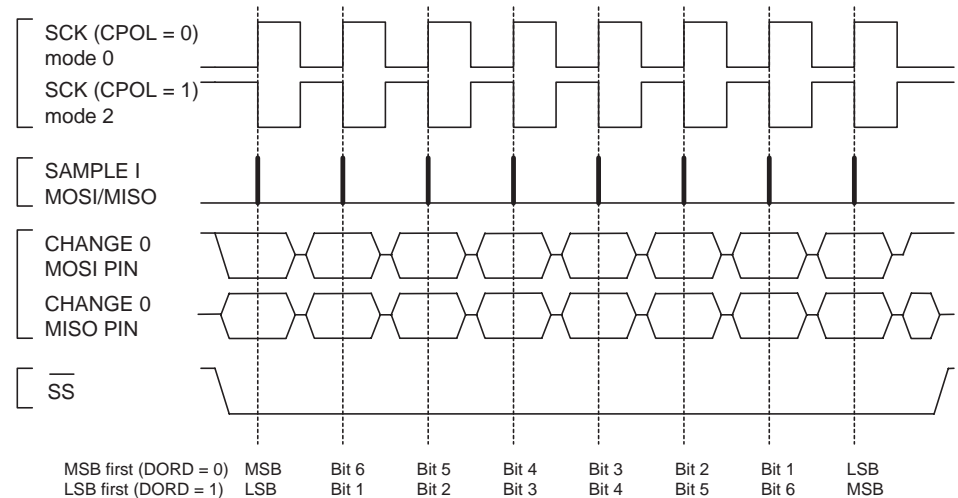 SCK (CPOL = 0)
mode 0
SCK (CPOL = 1)
mode 2
SAMPLE I
MOSI/MISO
CHANGE 0
MOSI PIN
CHANGE 0
MISO PIN
SS
MSB first (DORD = 0) MSB Bit 6 Bit 5 Bit 4 Bit 3 Bit 2 Bit 1 LSB
LSB first (DORD = 1) LSB Bit 1 Bit 2 Bit 3 Bit 4 Bit 5 Bit 6 MSB